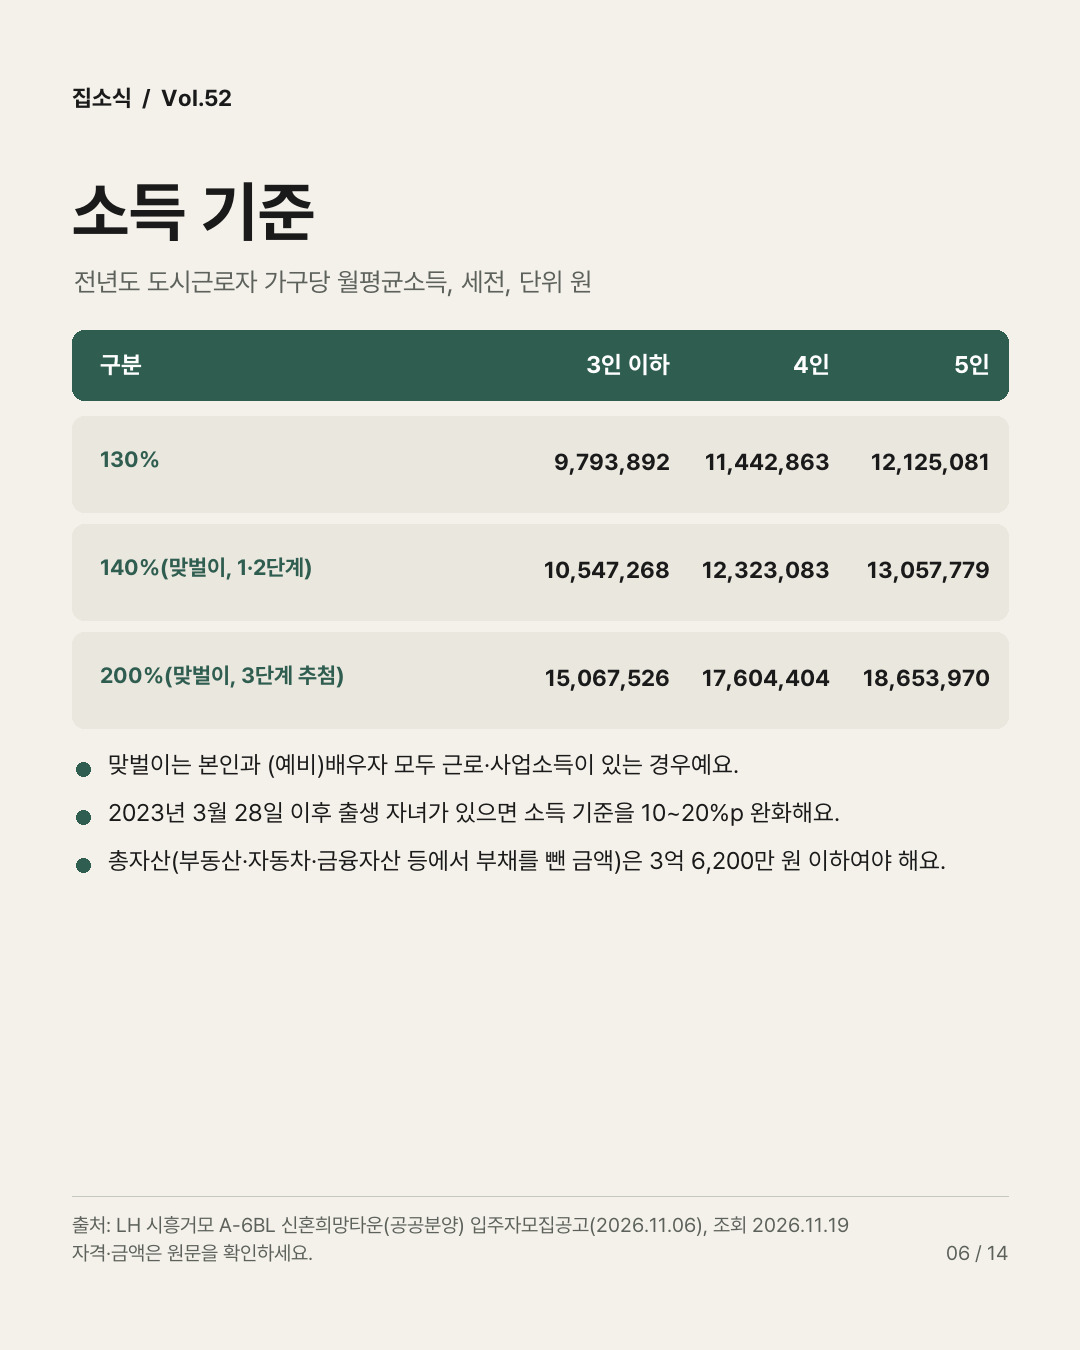 집소식 / Vol.52
소득 기준
전년도 도시근로자 가구당 월평균소득, 세전, 단위 원
구분 3인 이하 4인 5인
130% 9,793,892 11,442,863 12,125,081
140%(맞벌이, 1·2단계) 10,547,268 12,323,083 13,057,779
200%(맞벌이, 3단계 추첨) 15,067,526 17,604,404 18,653,970
맞벌이는 본인과 (예비)배우자 모두 근로·사업소득이 있는 경우예요.
2023년 3월 28일 이후 출생 자녀가 있으면 소득 기준을 10~20%p 완화해요.
총자산(부동산·자동차·금융자산 등에서 부채를 뺀 금액)은 3억 6,200만 원 이하여야 해요.
출처: LH 시흥거모 A-6BL 신혼희망타운(공공분양) 입주자모집공고(2026.11.06), 조회 2026.11.19
자격·금액은 원문을 확인하세요.
06 / 14